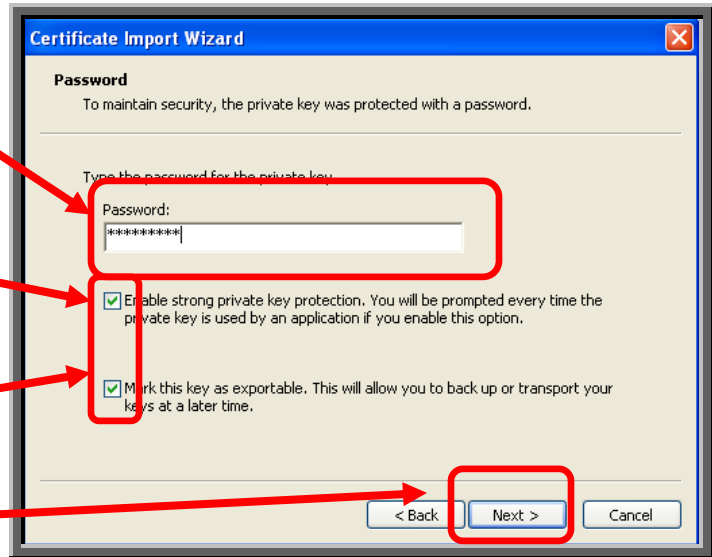 Certificate Import Wizard
Password
To maintain security, the private key was protected with a password.
Type the password for the private key.
Password:
*********
Enable strong private key protection. You will be prompted every time the
private key is used by an application if you enable this option.
Mark this key as exportable. This will allow you to back up or transport your
keys at a later time.
< Back Next > Cancel